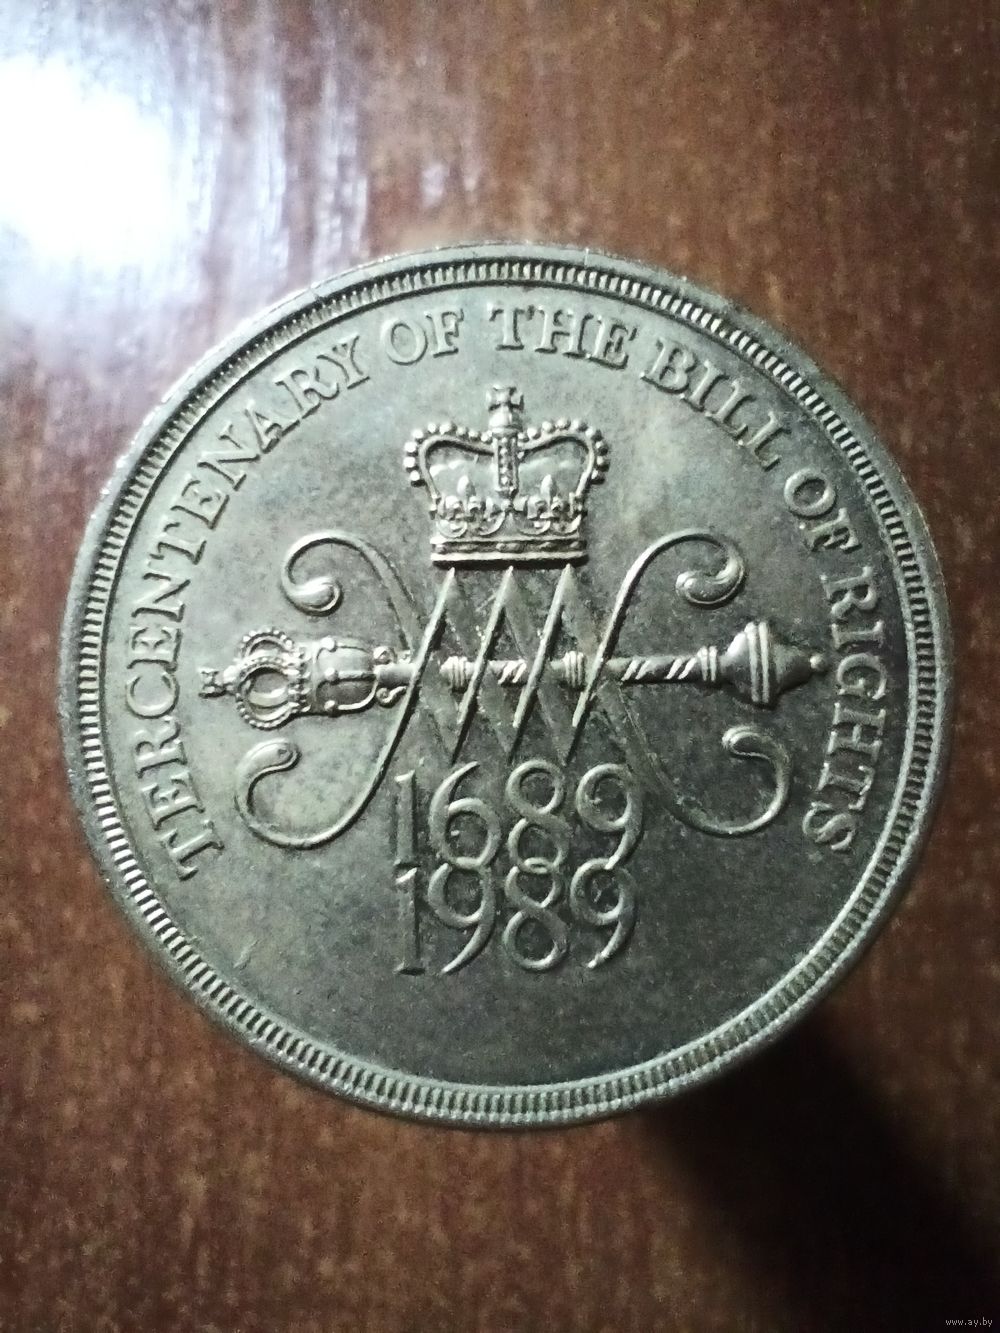 TERCENTENARY OF THE BILL OF RIGHTS
1689
1989
www.ay.by